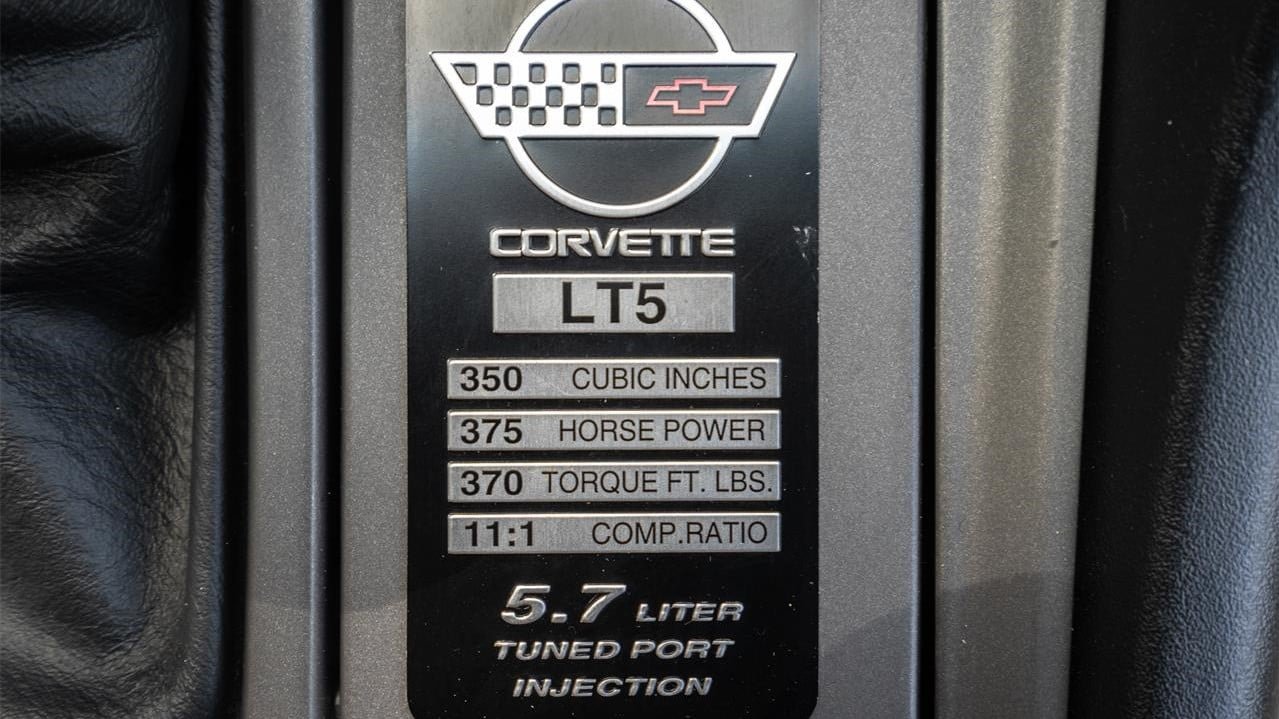 CORVETTE
LT5
350 CUBIC INCHES
375 HORSE POWER
370 TORQUE FT. LBS.
11:1 COMP.RATIO
5.7 LITER
TUNED PORT
INJECTION